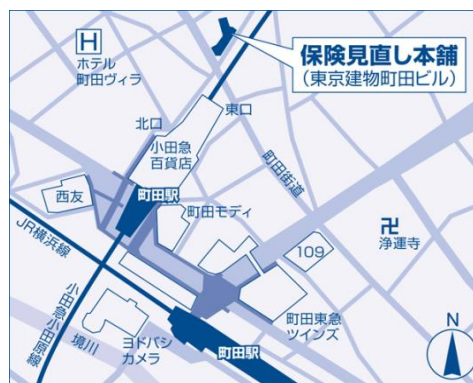 保険見直し本舗
(東京建物町田ビル)
H
ホテル
町田ヴィラ
北口
東口
小田急
百貨店
町田街道
西友
町田駅
町田モディ
卍
浄運寺
109
JR横浜線
小田急小田原線
境川
ヨドバシ
カメラ
町田駅
町田東急
ツインズ
N